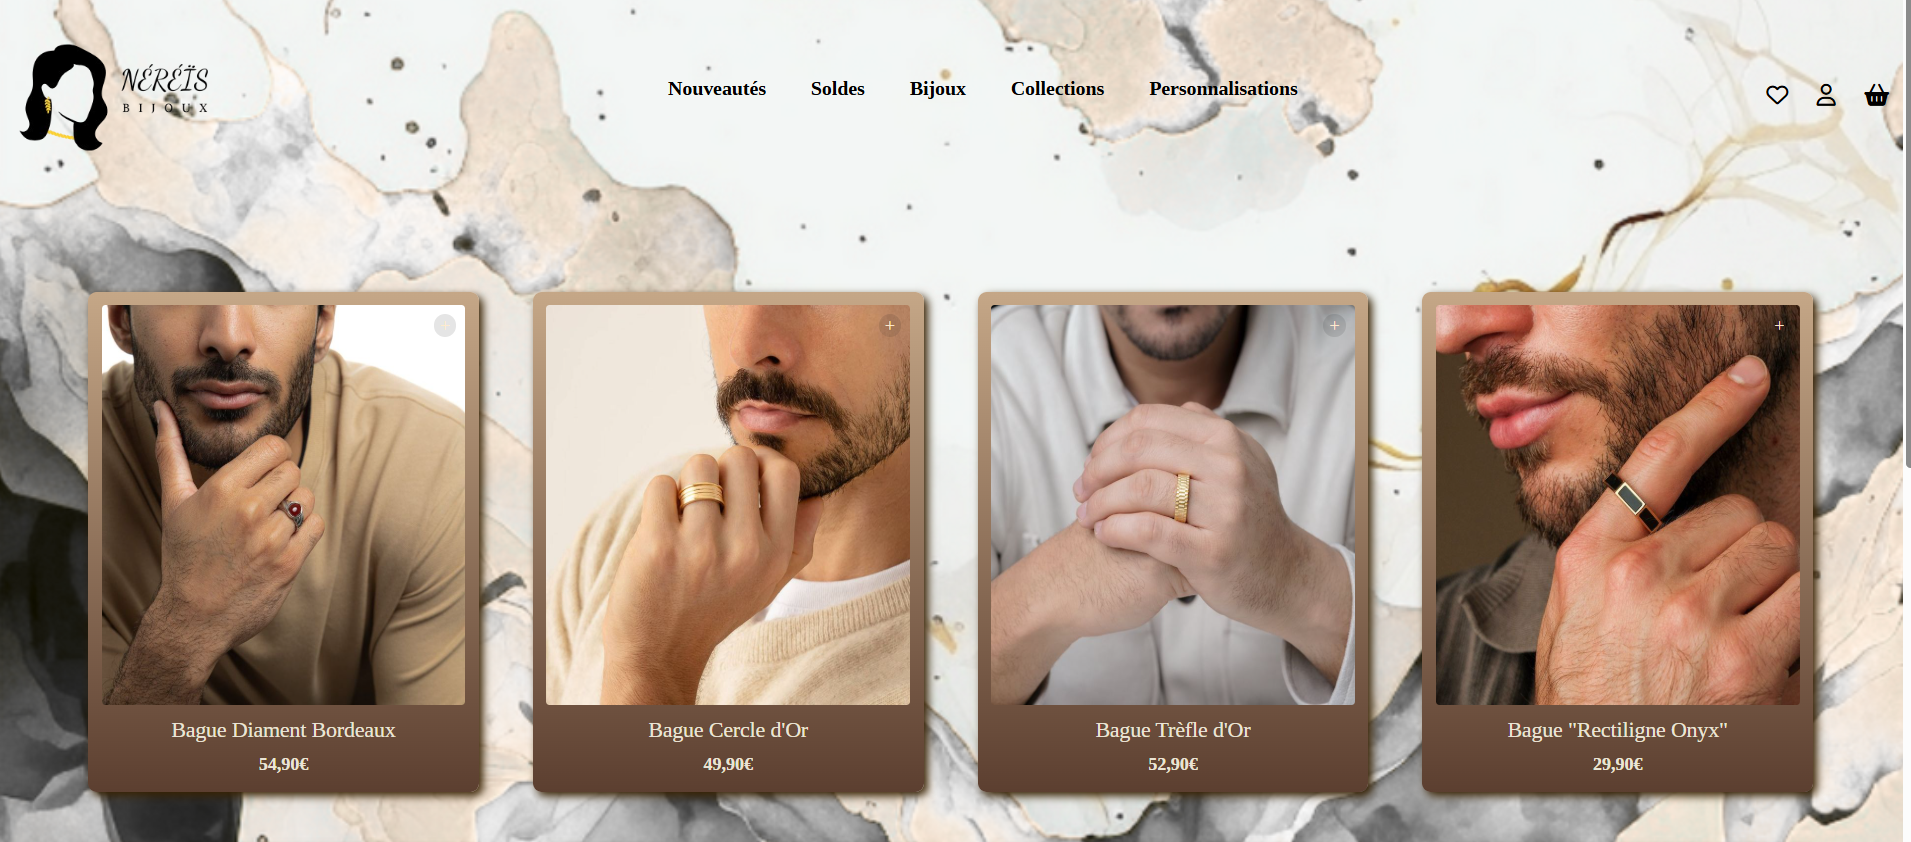 NÉRÉÏS
BIJOUX
Nouveautés Soldes Bijoux Collections Personnalisations
+ + + +
Bague Diament Bordeaux
54,90€
Bague Cercle d'Or
49,90€
Bague Trèfle d'Or
52,90€
Bague "Rectiligne Onyx"
29,90€